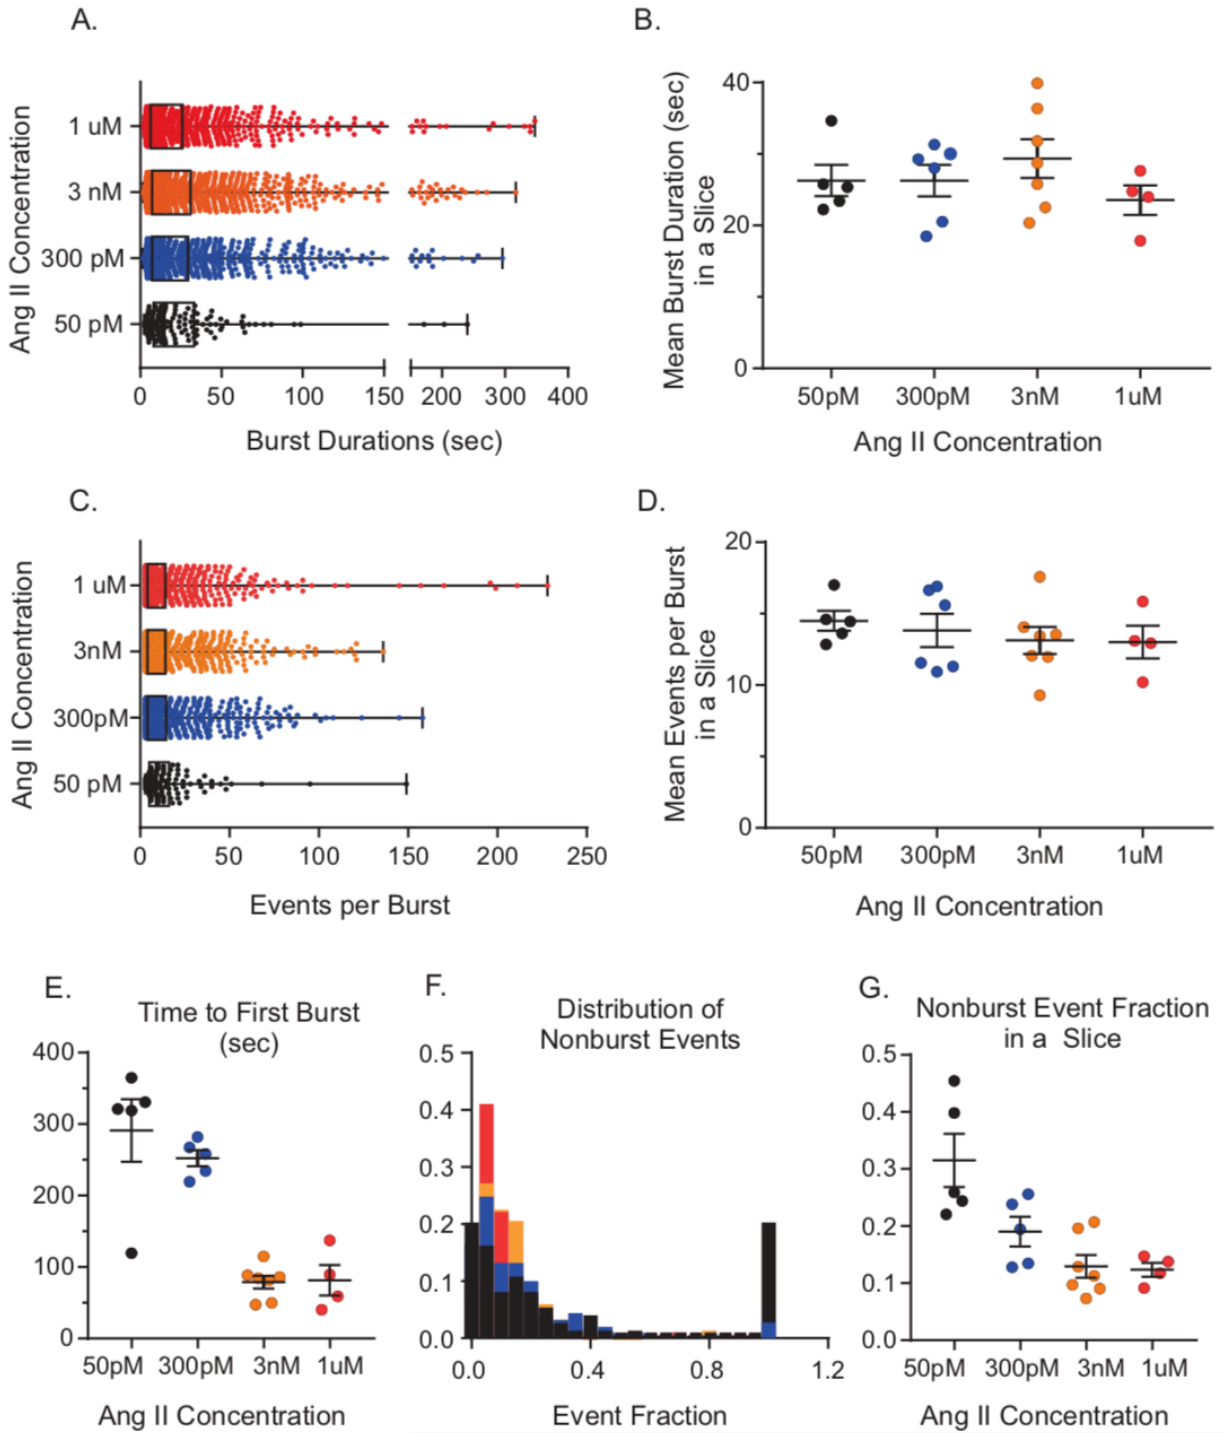 A.
Ang II Concentration
1 uM
3 nM
300 pM
50 pM
0 50 100 150 200 300 400
Burst Durations (sec)
B.
Mean Burst Duration (sec)
in a Slice
40
20
0
50pM 300pM 3nM 1uM
Ang II Concentration
C.
Ang II Concentration
1 uM
3nM
300pM
50 pM
0 50 100 150 200 250
Events per Burst
D.
Mean Events per Burst
in a Slice
20
10
0
50pM 300pM 3nM 1uM
Ang II Concentration
E.
Time to First Burst
(sec)
400
300
200
100
0
50pM 300pM 3nM 1uM
Ang II Concentration
F.
Distribution of
Nonburst Events
0.5
0.4
0.3
0.2
0.1
0.0
0.0 0.4 0.8 1.2
Event Fraction
G.
Nonburst Event Fraction
in a Slice
0.5
0.4
0.3
0.2
0.1
0.0
50pM 300pM 3nM 1uM
Ang II Concentration